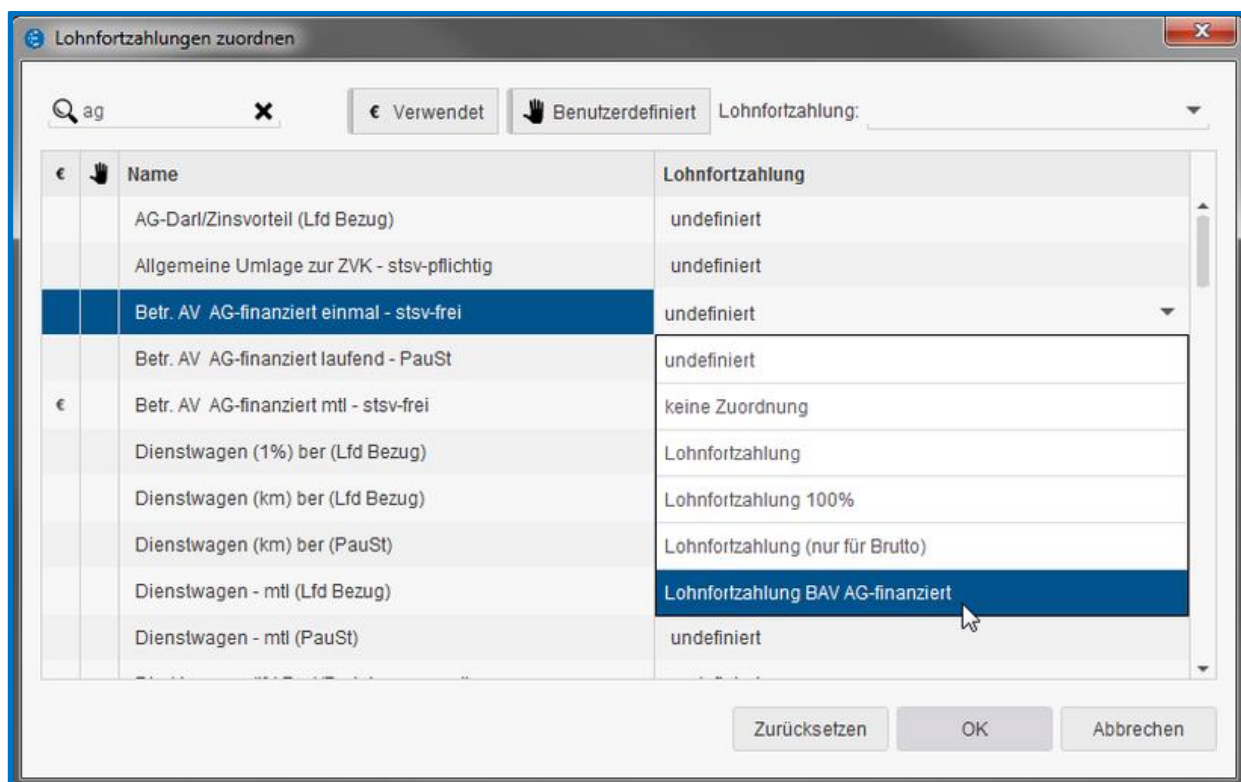 Lohnfortzahlungen zuordnen
ag € Verwendet Benutzerdefiniert Lohnfortzahlung:
€ Name Lohnfortzahlung
AG-Darl/Zinsvorteil (Lfd Bezug) undefiniert
Allgemeine Umlage zur ZVK - stsv-pflichtig undefiniert
Betr. AV AG-finanziert einmal - stsv-frei undefiniert
Betr. AV AG-finanziert laufend - PauSt undefiniert
€ Betr. AV AG-finanziert mtl - stsv-frei keine Zuordnung
Dienstwagen (1%) ber (Lfd Bezug) Lohnfortzahlung
Dienstwagen (km) ber (Lfd Bezug) Lohnfortzahlung 100%
Dienstwagen (km) ber (PauSt) Lohnfortzahlung (nur für Brutto)
Dienstwagen - mtl (Lfd Bezug) Lohnfortzahlung BAV AG-finanziert
Dienstwagen - mtl (PauSt) undefiniert
Zurücksetzen OK Abbrechen